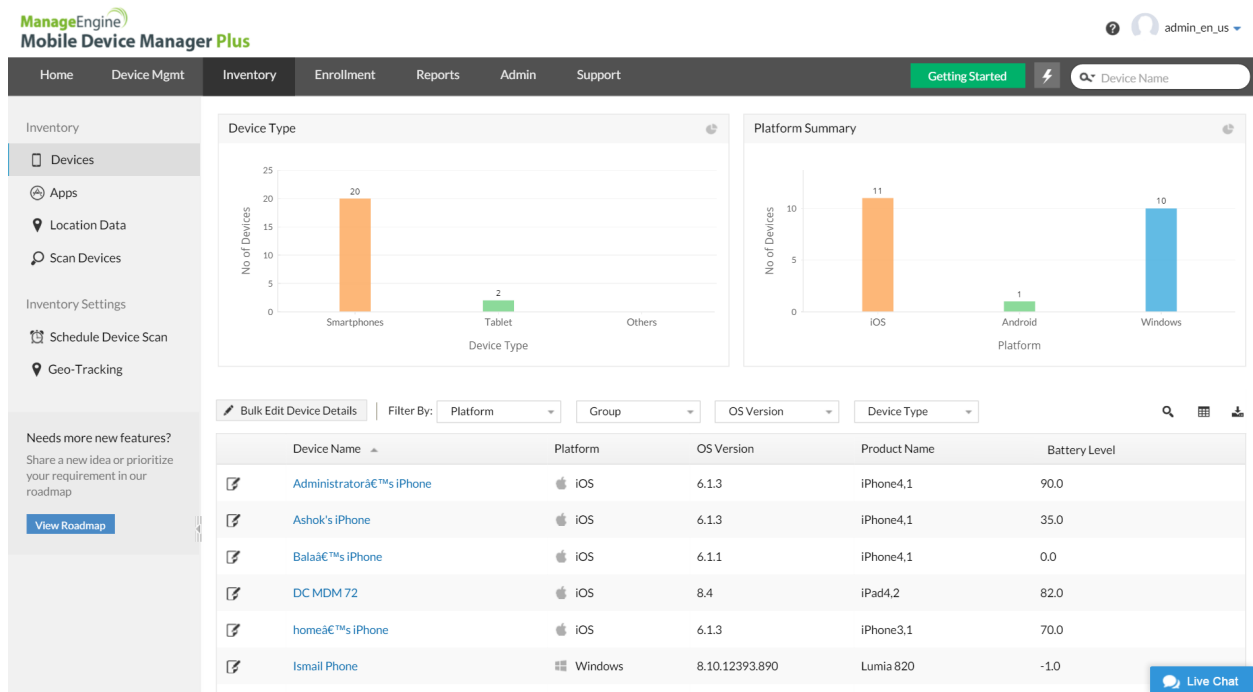 ManageEngine
Mobile Device Manager Plus
admin_en_us
Home Device Mgmt Inventory Enrollment Reports Admin Support Getting Started Device Name
Inventory
Devices
Apps
Location Data
Scan Devices
Inventory Settings
Schedule Device Scan
Geo-Tracking
Needs more new features?
Share a new idea or prioritize
your requirement in our
roadmap
View Roadmap
Device Type
No of Devices
25
20
15
10
5
0
20
2
Smartphones Tablet Others
Device Type
Platform Summary
No of Devices
10
5
0
11
1
10
iOS Android Windows
Platform
Bulk Edit Device Details Filter By: Platform Group OS Version Device Type
Device Name Platform OS Version Product Name Battery Level
Administratorâ€™s iPhone iOS 6.1.3 iPhone4,1 90.0
Ashok's iPhone iOS 6.1.3 iPhone4,1 35.0
Balaâ€™s iPhone iOS 6.1.1 iPhone4,1 0.0
DC MDM 72 iOS 8.4 iPad4,2 82.0
homeâ€™s iPhone iOS 6.1.3 iPhone3,1 70.0
Ismail Phone Windows 8.10.12393.890 Lumia 820 -1.0
Live Chat